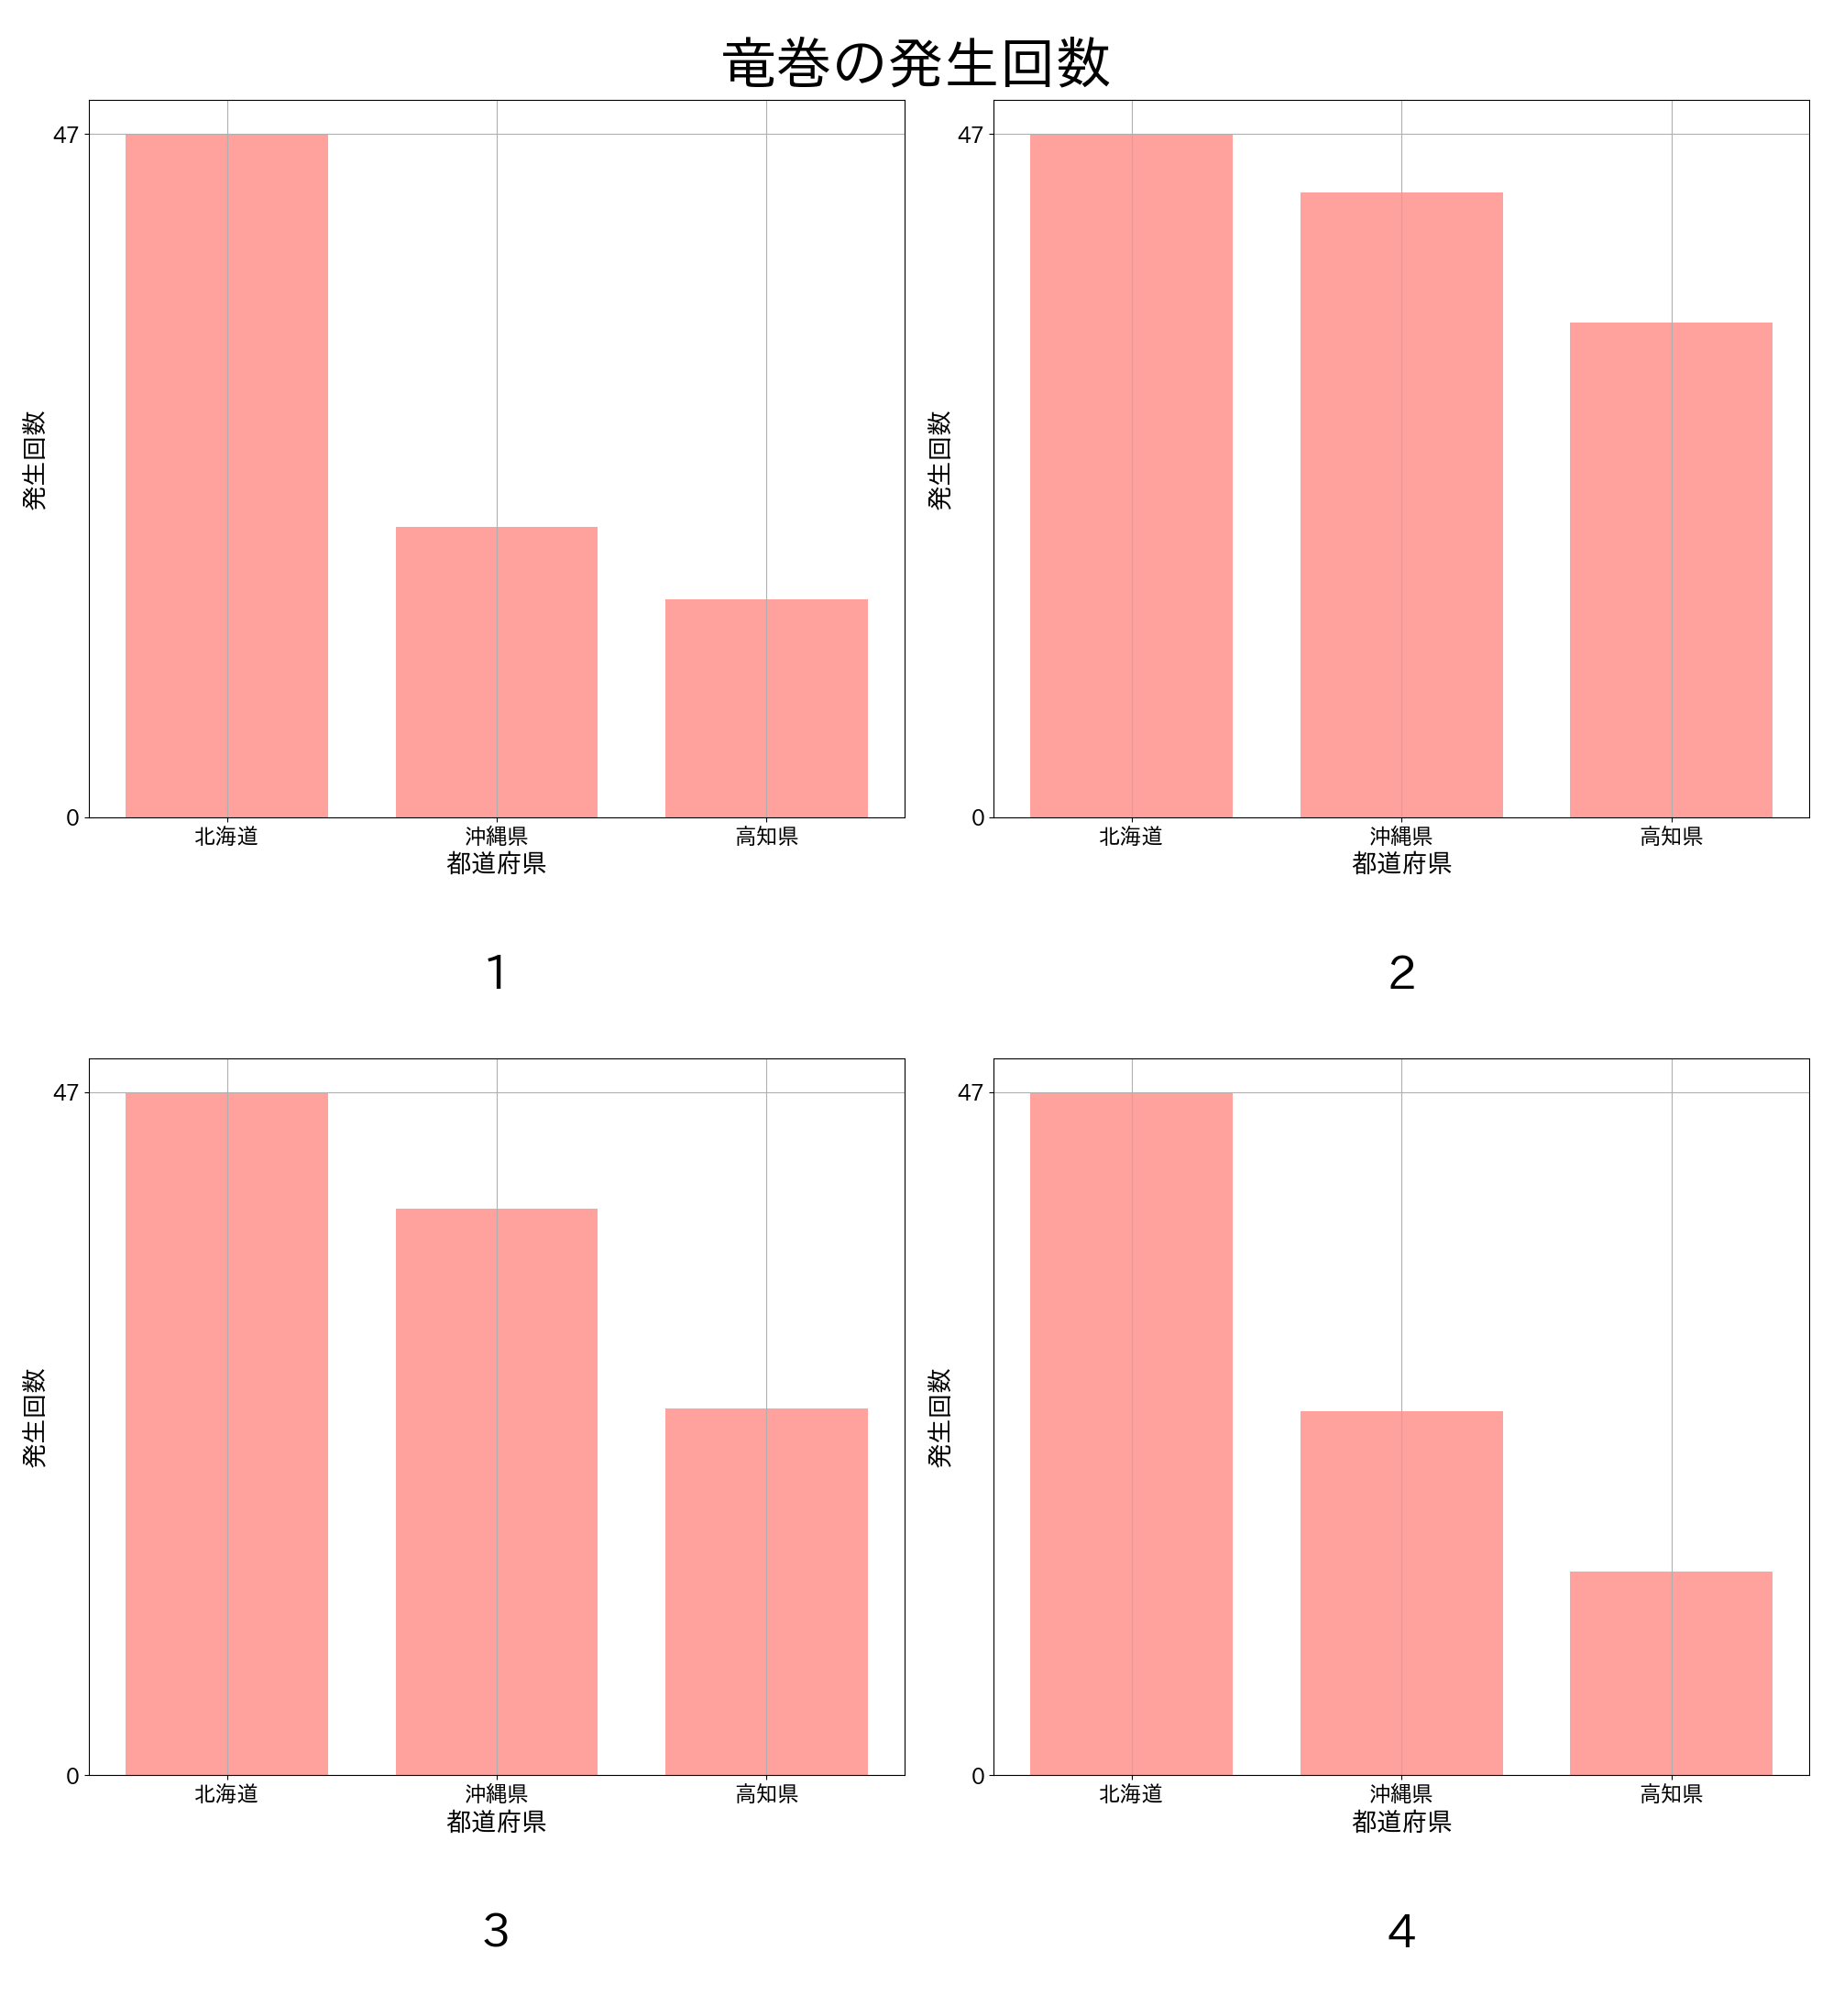 竜巻の発生回数
47
0
発生回数
北海道 沖縄県 高知県
都道府県
1
47
0
発生回数
北海道 沖縄県 高知県
都道府県
2
47
0
発生回数
北海道 沖縄県 高知県
都道府県
3
47
0
発生回数
北海道 沖縄県 高知県
都道府県
4